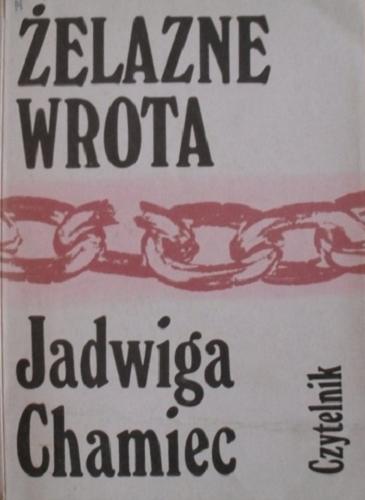 ŻELAZNE
WROTA
Jadwiga
Chamiec
Czytelnik